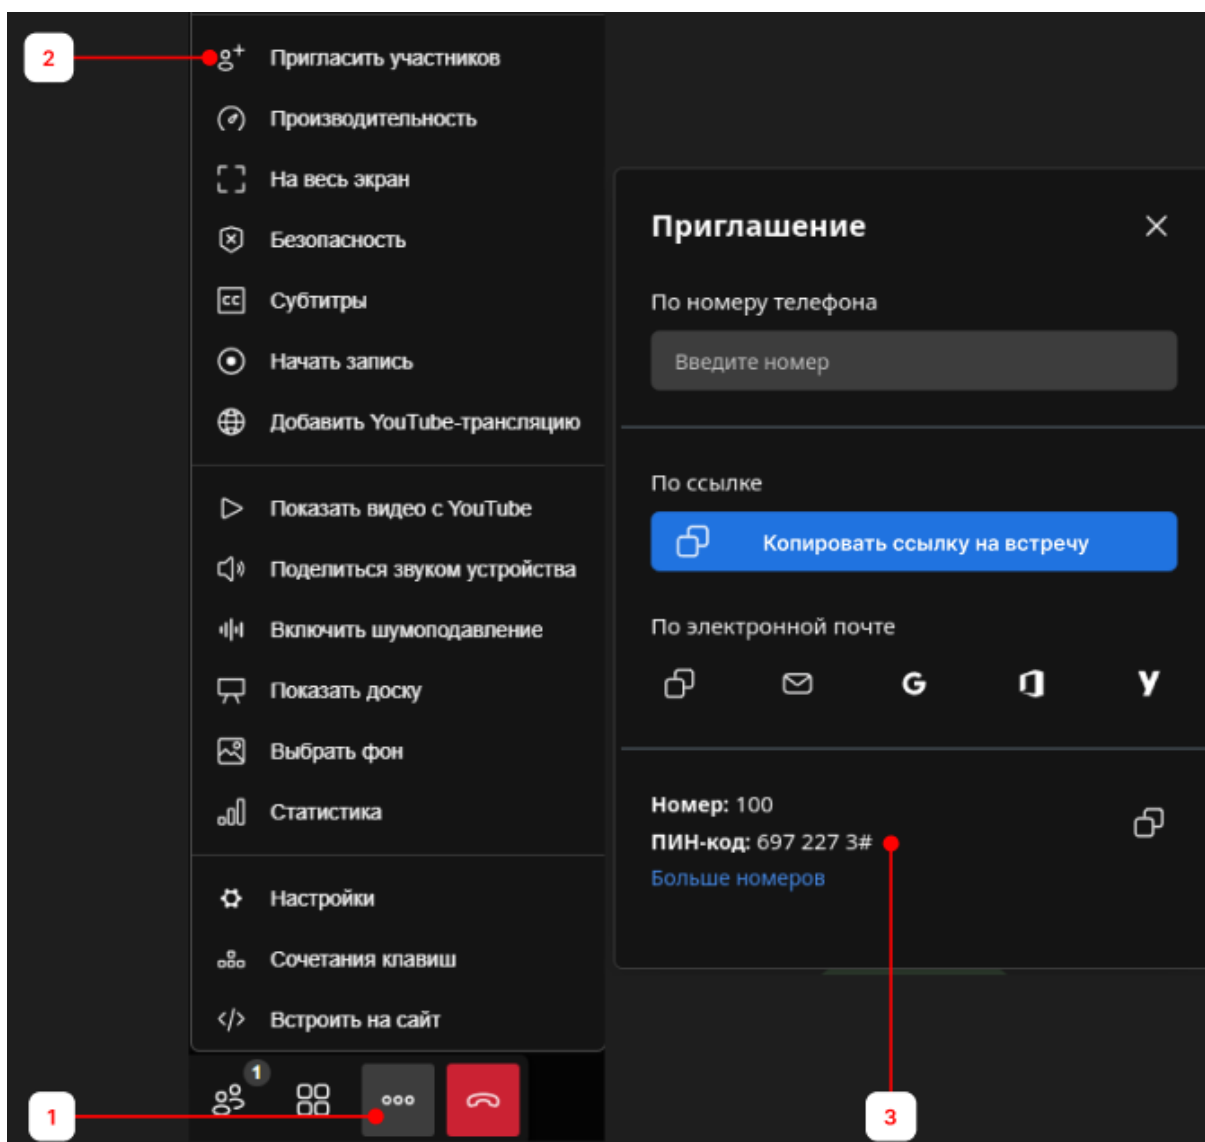 2
Пригласить участников
Производительность
На весь экран
Безопасность
CC
Субтитры
Начать запись
Добавить YouTube-трансляцию
Показать видео с YouTube
Поделиться звуком устройства
Включить шумоподавление
Показать доску
Выбрать фон
Статистика
Настройки
Сочетания клавиш
Встроить на сайт
1
1
Приглашение
По номеру телефона
Введите номер
По ссылке
Копировать ссылку на встречу
По электронной почте
G
y
Номер: 100
ПИН-код: 697 227 3#
Больше номеров
3